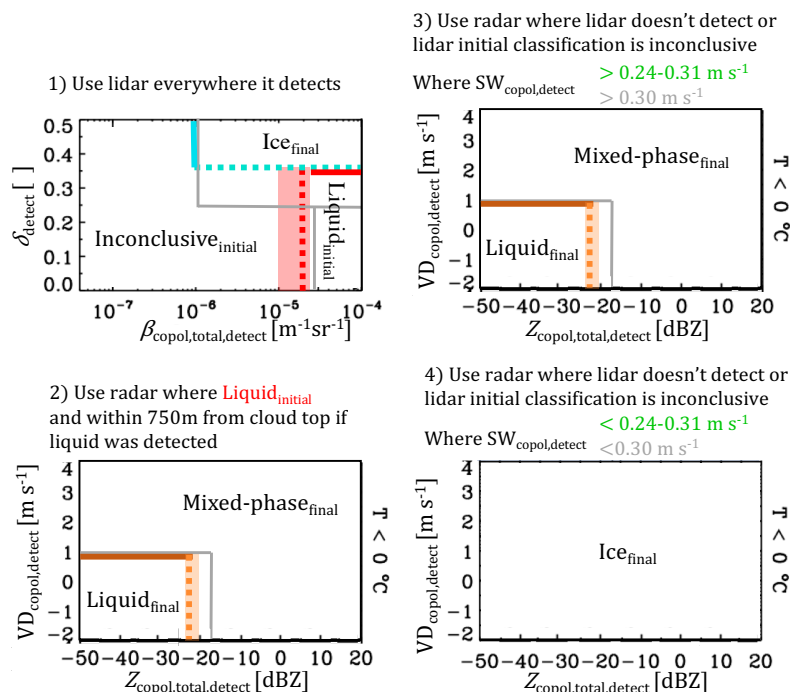 1) Use lidar everywhere it detects
0.5
0.4
0.3
0.2
0.1
0.0
δdetect [ ]
Icefinal
Inconclusiveinitial
Liquidinitial
10-7
10-6
10-5
10-4
βcopol,total,detect [m-1sr-1]
2) Use radar where Liquidinitial
and within 750m from cloud top if
liquid was detected
4
3
2
1
0
-1
-2
VDcopol,detect [m s-1]
Mixed-phasefinal
Liquidfinal
T < 0 °C
-50 -40 -30 -20 -10 0 10 20
Zcopol,total,detect [dBZ]
3) Use radar where lidar doesn’t detect or
lidar initial classification is inconclusive
Where SWcopol,detect
> 0.24-0.31 m s-1
> 0.30 m s-1
4
3
2
1
0
-1
-2
VDcopol,detect [m s-1]
Mixed-phasefinal
Liquidfinal
T < 0 °C
-50 -40 -30 -20 -10 0 10 20
Zcopol,total,detect [dBZ]
4) Use radar where lidar doesn’t detect or
lidar initial classification is inconclusive
Where SWcopol,detect
< 0.24-0.31 m s-1
<0.30 m s-1
4
3
2
1
0
-1
-2
VDcopol,detect [m s-1]
Icefinal
T < 0 °C
-50 -40 -30 -20 -10 0 10 20
Zcopol,total,detect [dBZ]